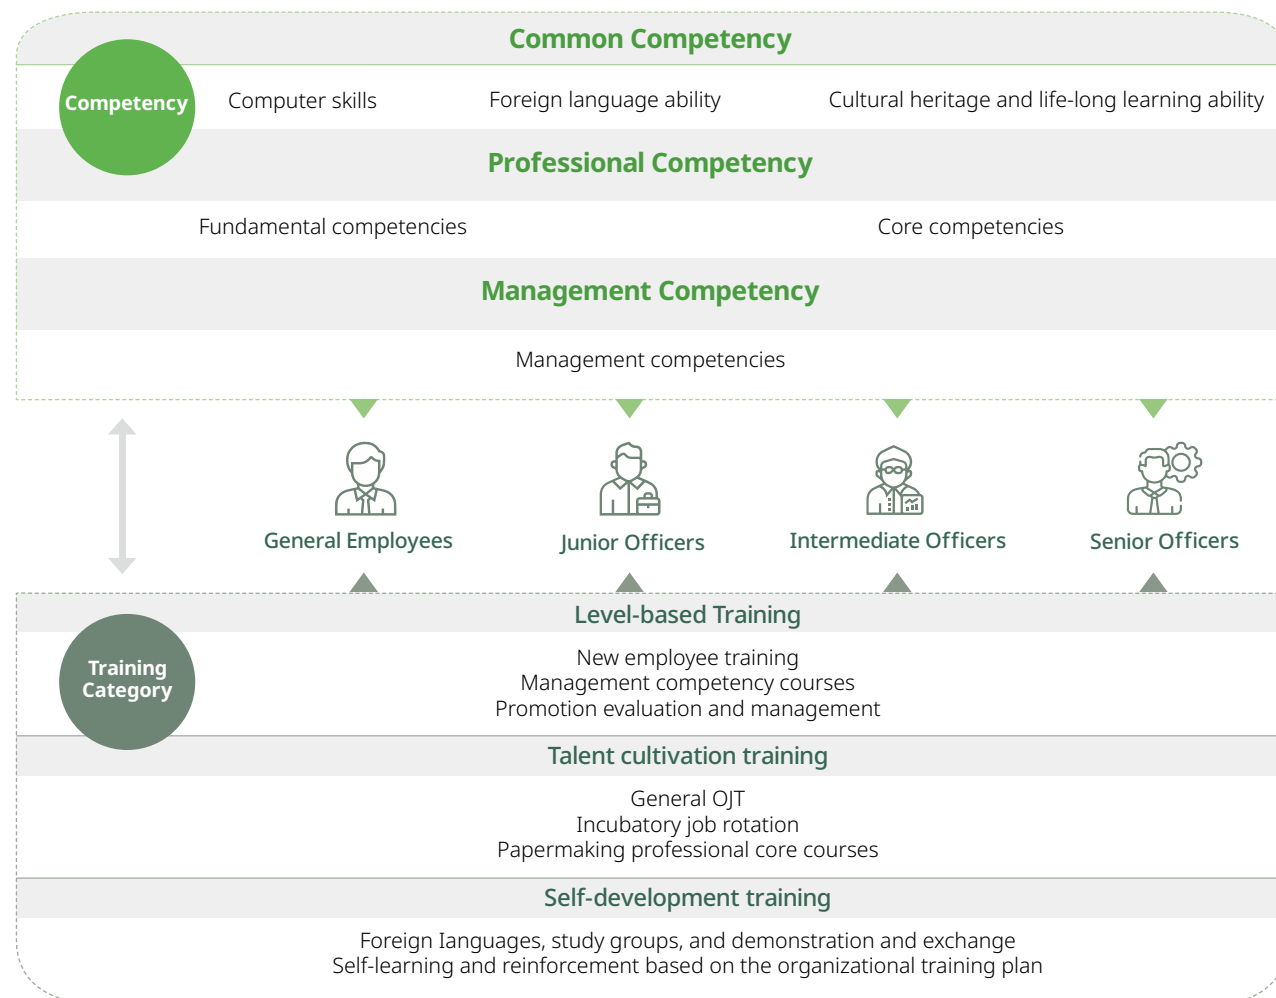 Common Competency
Competency
Computer skills
Foreign language ability
Cultural heritage and life-long learning ability
Professional Competency
Fundamental competencies
Core competencies
Management Competency
Management competencies
General Employees
Junior Officers
Intermediate Officers
Senior Officers
Level-based Training
Training
Category
New employee training
Management competency courses
Promotion evaluation and management
Talent cultivation training
General OJT
Incubatory job rotation
Papermaking professional core courses
Self-development training
Foreign languages, study groups, and demonstration and exchange
Self-learning and reinforcement based on the organizational training plan